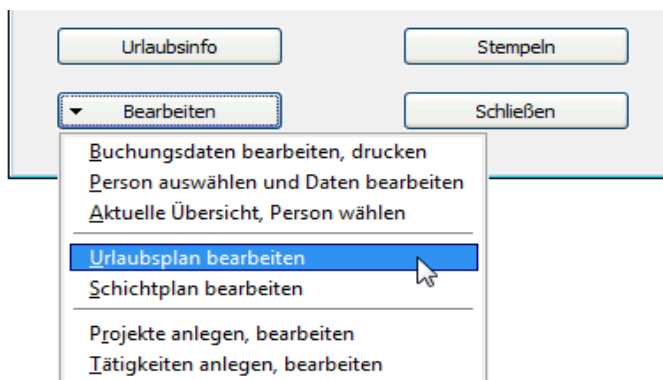 Urlaubsinfo
Stempeln
Bearbeiten
Schließen
Buchungsdaten bearbeiten, drucken
Person auswählen und Daten bearbeiten
Aktuelle Übersicht, Person wählen
Urlaubsplan bearbeiten
Schichtplan bearbeiten
Projekte anlegen, bearbeiten
Tätigkeiten anlegen, bearbeiten